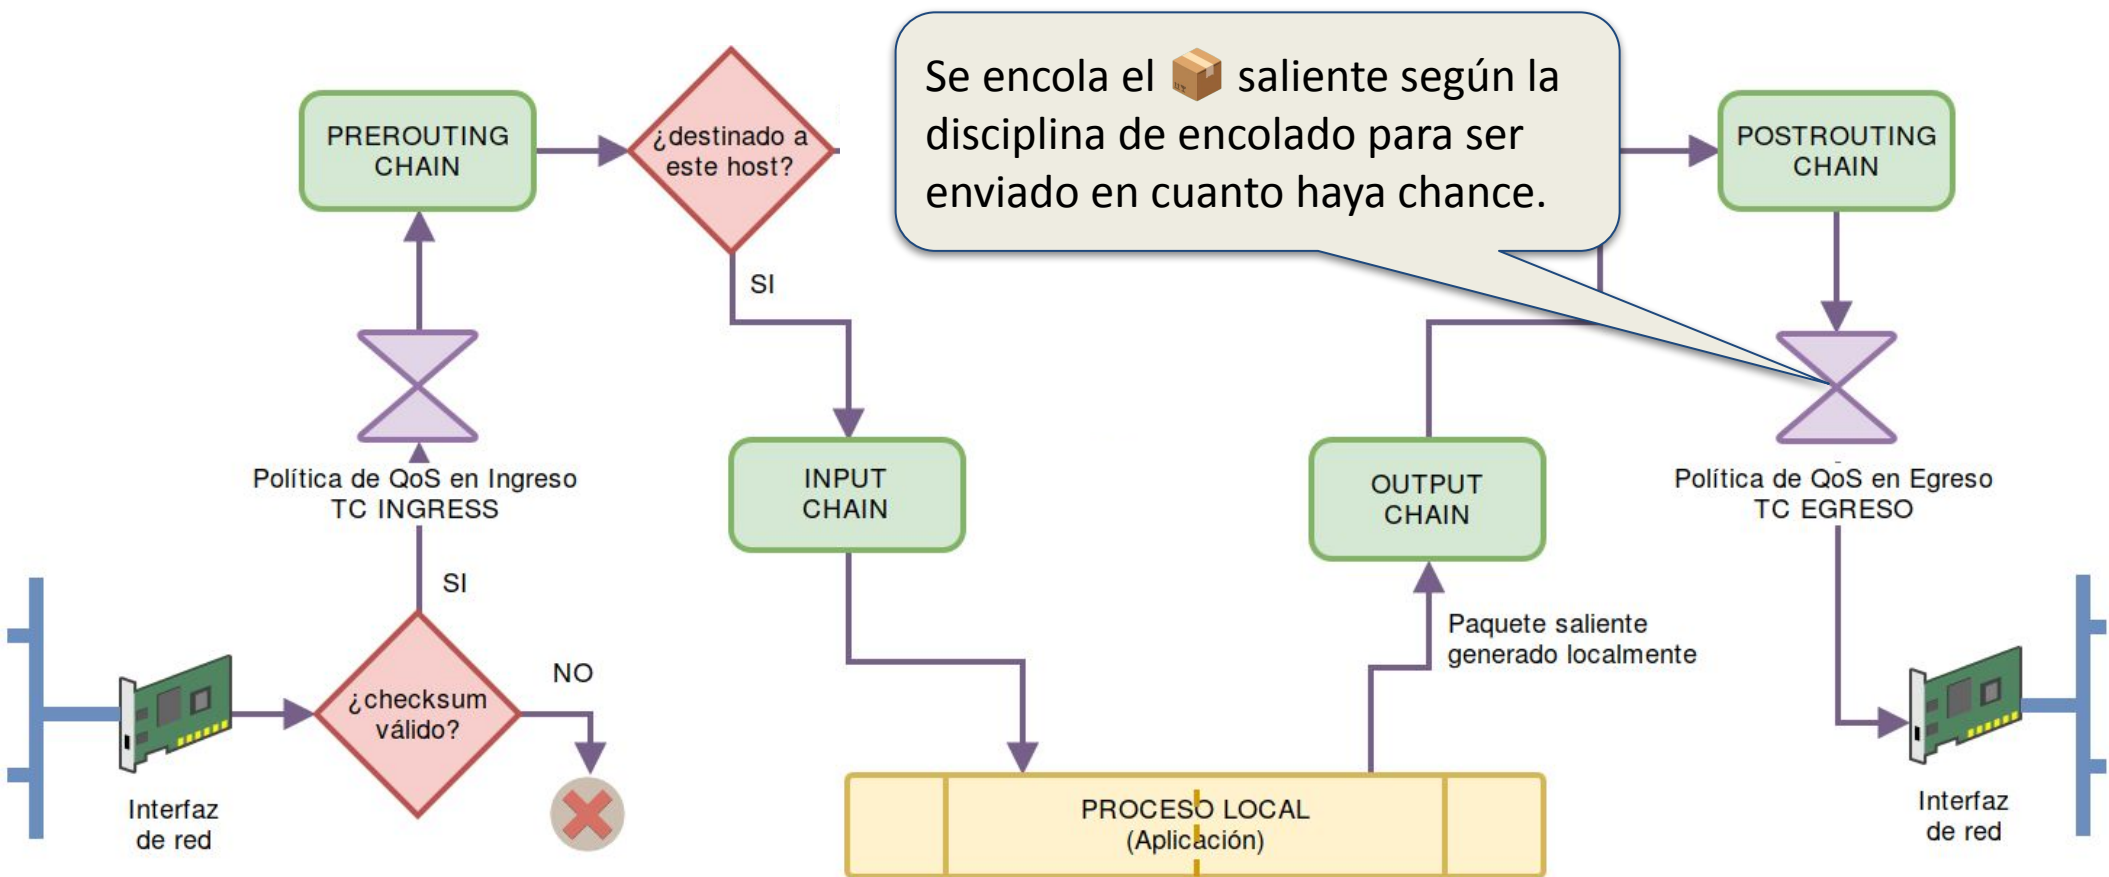 Se encola el 📦 saliente según la
disciplina de encolado para ser
enviado en cuanto haya chance.
PREROUTING
CHAIN
¿destinado a
este host?
POSTROUTING
CHAIN
SI
Política de QoS en Ingreso
TC INGRESS
INPUT
CHAIN
OUTPUT
CHAIN
Política de QoS en Egreso
TC EGRESO
SI
NO
¿checksum
válido?
Paquete saliente
generado localmente
Interfaz
de red
PROCESO LOCAL
(Aplicación)
Interfaz
de red